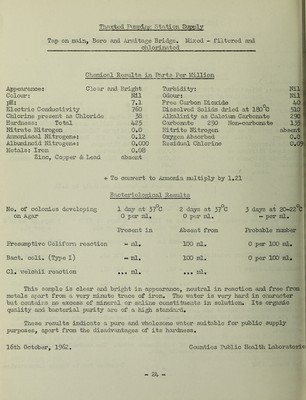 Thaxted Pumping Station Supply
Tap on main, Bore and Armitage Bridge. Mixed - filtered and
chlorinated
Chemical Results in Parts Per Million
Appearance: Clear and Bright Turbidity: Nil
Colour: Nil Odour: Nil
pH: 7.1 Free Carbon Dioxide 40
Electric Conductivity 760 Dissolved Solids dried at 180°C 510
Chlorine present as Chloride 38 Alkalinity as Calcium Carbonate 290
Hardness: Total 425 Carbonate 290 Non-carbonate 135
Nitrate Nitrogen 0.0 Nitrite Nitrogen absent
Ammoniacal Nitrogen+ 0.12 Oxygen Absorbed 0.0
Albuminoid Nitrogen: 0.000 Residual Chlorine 0.09
Metals: Iron 0.08
Zinc, Copper & Lead absent
+ To convert to Ammonia multiply by 1.21
Bacteriological Results
No. of colonies developing 1 day at 37°C 2 days at 37°C 3 days at 20-22°C
on Agar 0 per ml. 0 per ml. - per ml.
Present in Absent from Probable number
Presumptive Coliform reaction - ml. 100 ml. 0 per 100 ml.
Bact. coli. (Type I) - ml. 100 ml. 0 per 100 ml.
Cl. welchii reaction ... ml. ... ml.
This sample is clear and bright in appearance, neutral in reaction and free from
metals apart from a very minute trace of iron. The water is very hard in character
but contains no excess of mineral or saline constituents in solution. Its organic
quality and bacterial purity are of a high standard.
These results indicate a pure and wholesome water suitable for public supply
purposes, apart from the disadvantages of its hardness.
16th October, 1962. Counties Public Health Laboratorie
- 24 -